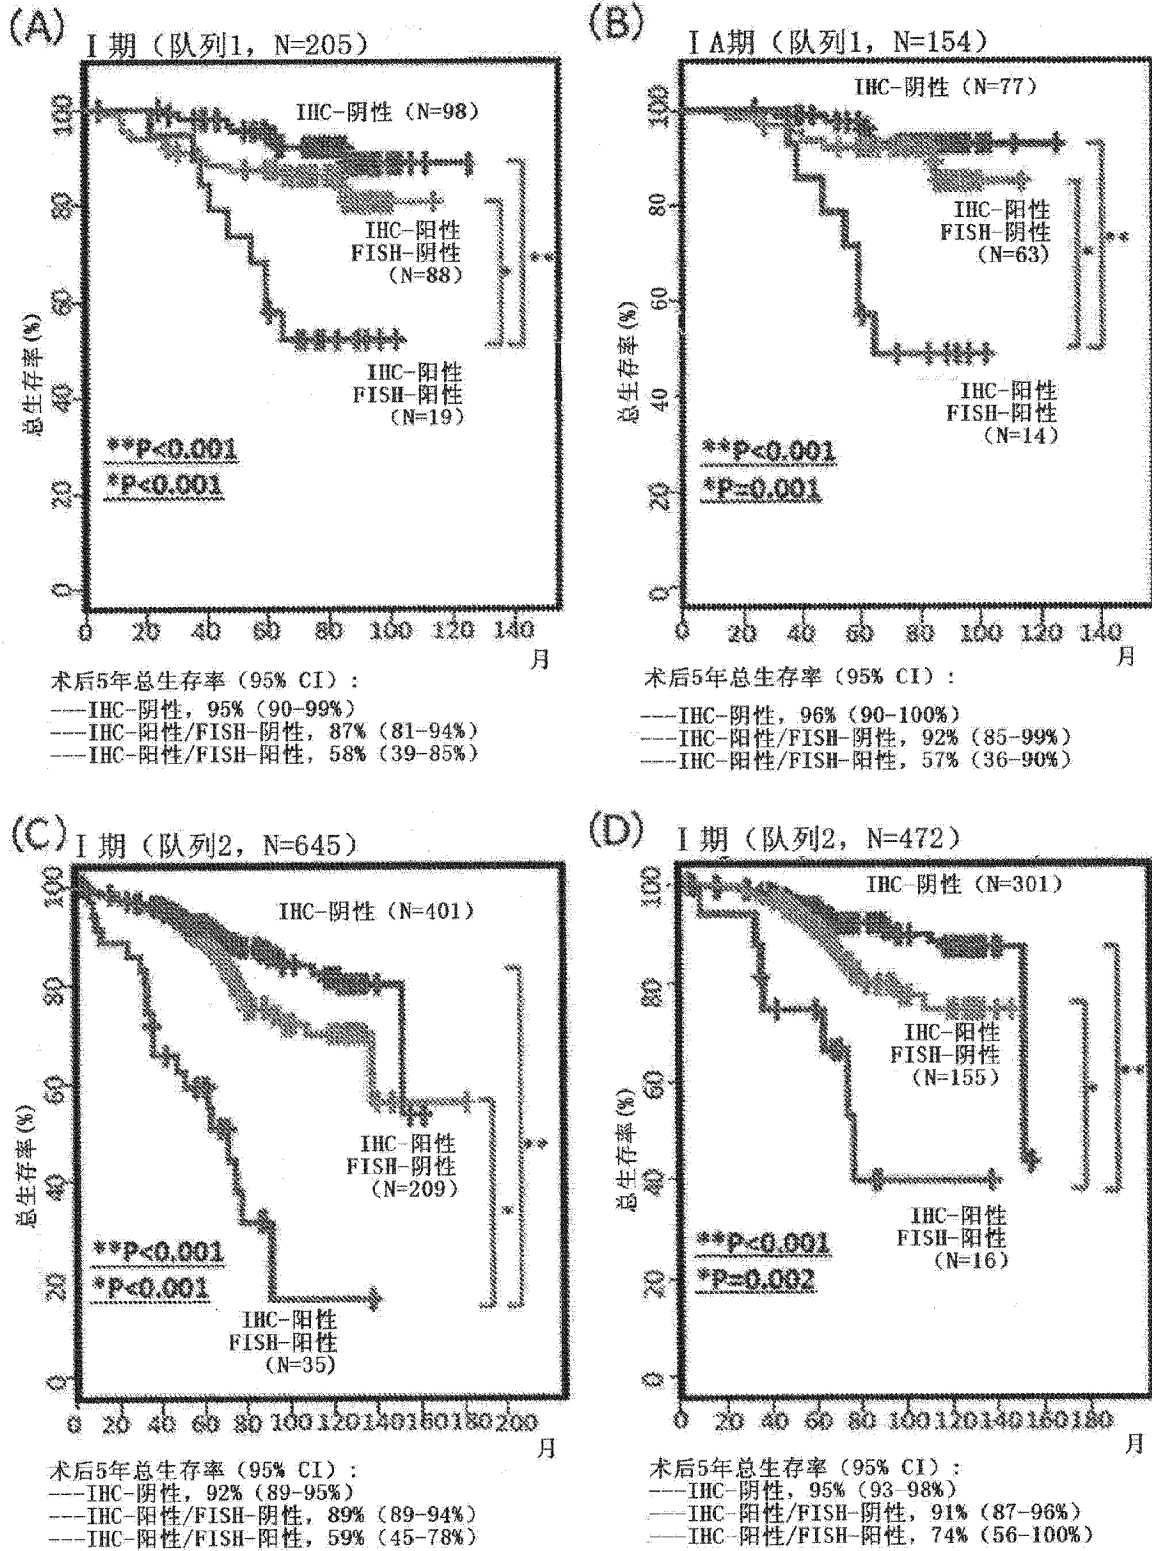 (A)
I 期（队列1, N=205）
IHC-阴性（N=98）
IHC-阳性
FISH-阴性
（N=88）
IHC-阳性
FISH-阳性
（N=19）
**P<0.001
*P<0.001
*
**
总生存率(%)
100
80
60
40
20
0
0 20 40 60 80 100 120 140
月
术后5年总生存率（95% CI）:
---IHC-阴性, 95%（90-99%）
---IHC-阳性/FISH-阴性, 87%（81-94%）
---IHC-阳性/FISH-阳性, 58%（39-85%）
(B)
I A期（队列1, N=154）
IHC-阴性（N=77）
IHC-阳性
FISH-阴性
（N=63）
IHC-阳性
FISH-阳性
（N=14）
**P<0.001
*P=0.001
*
**
总生存率(%)
100
80
60
40
20
0
0 20 40 60 80 100 120 140
月
术后5年总生存率（95% CI）:
---IHC-阴性, 96%（90-100%）
---IHC-阳性/FISH-阴性, 92%（85-99%）
---IHC-阳性/FISH-阳性, 57%（36-90%）
(C)
I 期（队列2, N=645）
IHC-阴性（N=401）
IHC-阳性
FISH-阴性
（N=209）
IHC-阳性
FISH-阳性
（N=35）
**P<0.001
*P<0.001
*
**
总生存率(%)
100
80
60
40
20
0
0 20 40 60 80 100 120 140 160 180 200
月
术后5年总生存率（95% CI）:
---IHC-阴性, 92%（89-95%）
---IHC-阳性/FISH-阴性, 89%（89-94%）
---IHC-阳性/FISH-阳性, 59%（45-78%）
(D)
I 期（队列2, N=472）
IHC-阴性（N=301）
IHC-阳性
FISH-阴性
（N=155）
IHC-阳性
FISH-阳性
（N=16）
**P<0.001
*P=0.002
*
**
总生存率(%)
100
80
60
40
20
0
0 20 40 60 80 100 120 140 160 180
月
术后5年总生存率（95% CI）:
---IHC-阴性, 95%（93-98%）
---IHC-阳性/FISH-阴性, 91%（87-96%）
---IHC-阳性/FISH-阳性, 74%（56-100%）